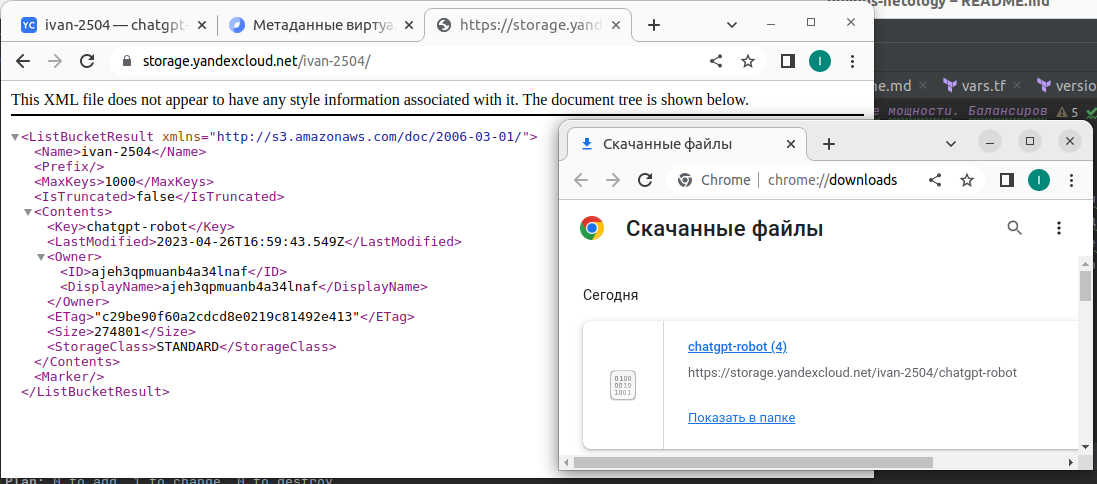 ivan-2504 — chatgpt-
Метаданные виртуа
https://storage.yand
storage.yandexcloud.net/ivan-2504/
This XML file does not appear to have any style information associated with it. The document tree is shown below.
<ListBucketResult xmlns="http://s3.amazonaws.com/doc/2006-03-01/">
<Name>ivan-2504</Name>
<Prefix/>
<MaxKeys>1000</MaxKeys>
<IsTruncated>false</IsTruncated>
<Contents>
<Key>chatgpt-robot</Key>
<LastModified>2023-04-26T16:59:43.549Z</LastModified>
<Owner>
<ID>ajeh3qpmuanb4a34lnaf</ID>
<DisplayName>ajeh3qpmuanb4a34lnaf</DisplayName>
</Owner>
<ETag>"c29be90f60a2cdcd8e0219c81492e413"</ETag>
<Size>274801</Size>
<StorageClass>STANDARD</StorageClass>
</Contents>
<Marker/>
</ListBucketResult>
-netology – README.md
me.md
vars.tf
versio
е мощности. Балансиров
5
Скачанные файлы
Chrome | chrome://downloads
Скачанные файлы
Сегодня
chatgpt-robot (4)
https://storage.yandexcloud.net/ivan-2504/chatgpt-robot
Показать в папке
Plan: 0 to add, 1 to change, 0 to destroy